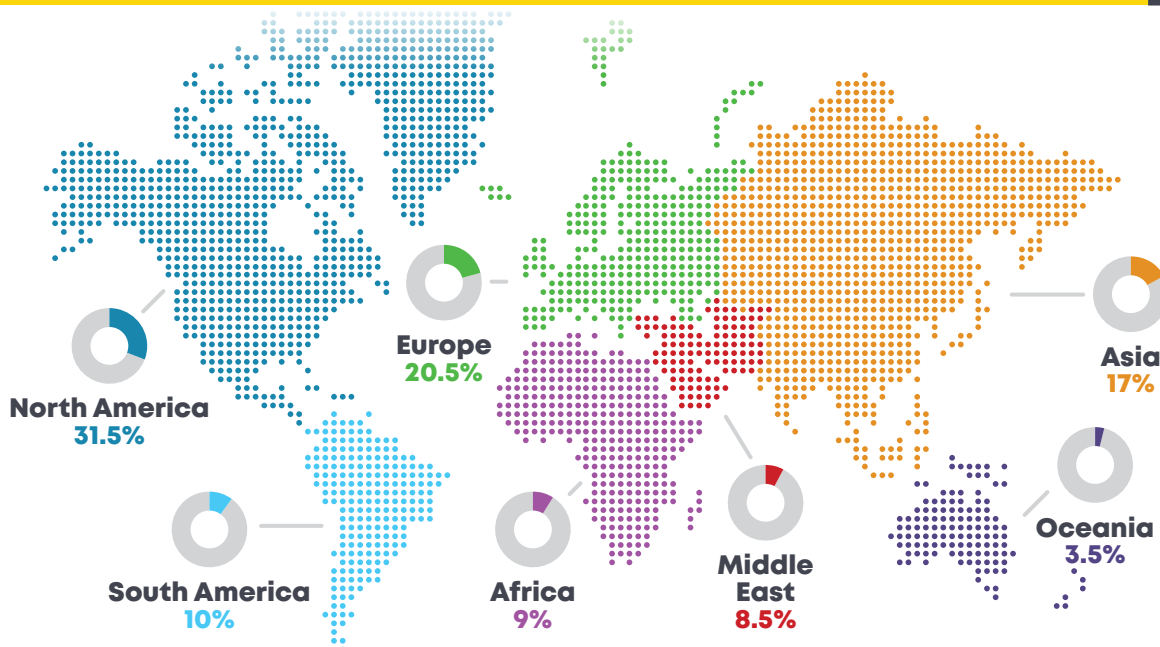 Europe
20.5%
Asia
17%
North America
31.5%
Oceania
3.5%
South America
10%
Africa
9%
Middle
East
8.5%